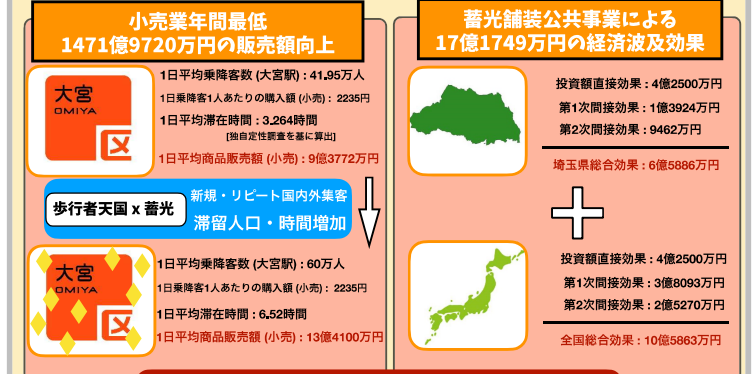 小売業年間最低
1471億9720万円の販売額向上
大宮
OMIYA
区
1日平均乗降客数 (大宮駅) : 41.95万人
1日乗降客1人あたりの購入額 (小売) : 2235円
1日平均滞在時間 : 3.264時間
[独自定性調査を基に算出]
1日平均商品販売額 (小売) : 9億3772万円
歩行者天国 x 蓄光
新規・リピート国内外集客
滞留人口・時間増加
大宮
OMIYA
区
1日平均乗降客数 (大宮駅) : 60万人
1日乗降客1人あたりの購入額 (小売) : 2235円
1日平均滞在時間 : 6.52時間
1日平均商品販売額 (小売) : 13億4100万円
蓄光舗装公共事業による
17億1749万円の経済波及効果
投資額直接効果 : 4億2500万円
第1次間接効果 : 1億3924万円
第2次間接効果 : 9462万円
埼玉県総合効果 : 6億5886万円
投資額直接効果 : 4億2500万円
第1次間接効果 : 3億8093万円
第2次間接効果 : 2億5270万円
全国総合効果 : 10億5863万円